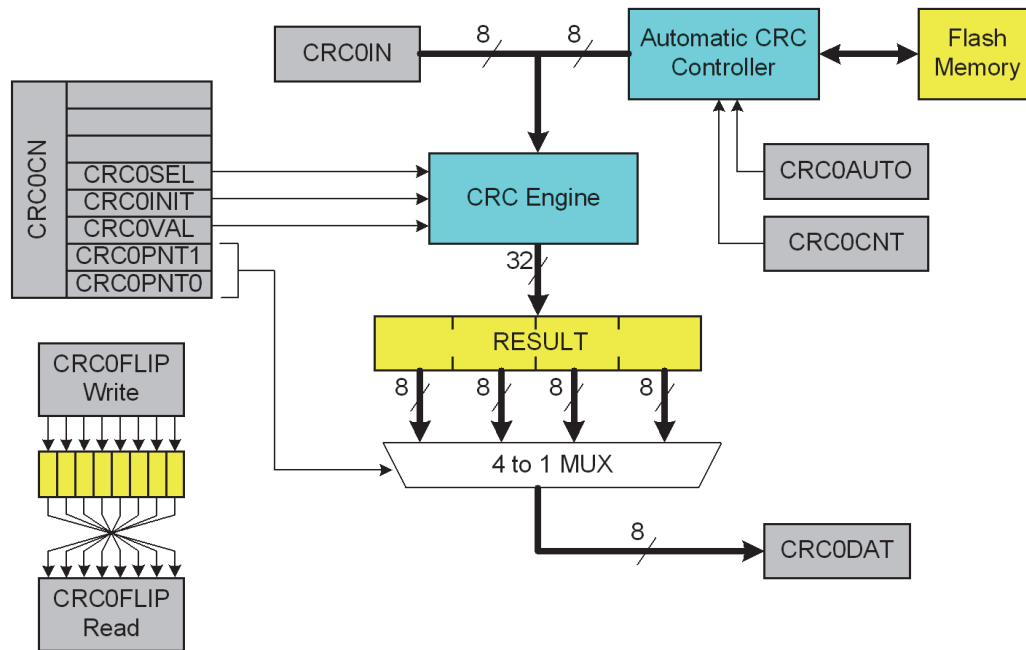 CRC0IN
8
8
Automatic CRC
Controller
Flash
Memory
CRC0CN
CRC0SEL
CRC0INIT
CRC0VAL
CRC0PNT1
CRC0PNT0
CRC Engine
CRC0AUTO
CRC0CNT
32
RESULT
8
8
8
8
4 to 1 MUX
8
CRC0DAT
CRC0FLIP
Write
CRC0FLIP
Read